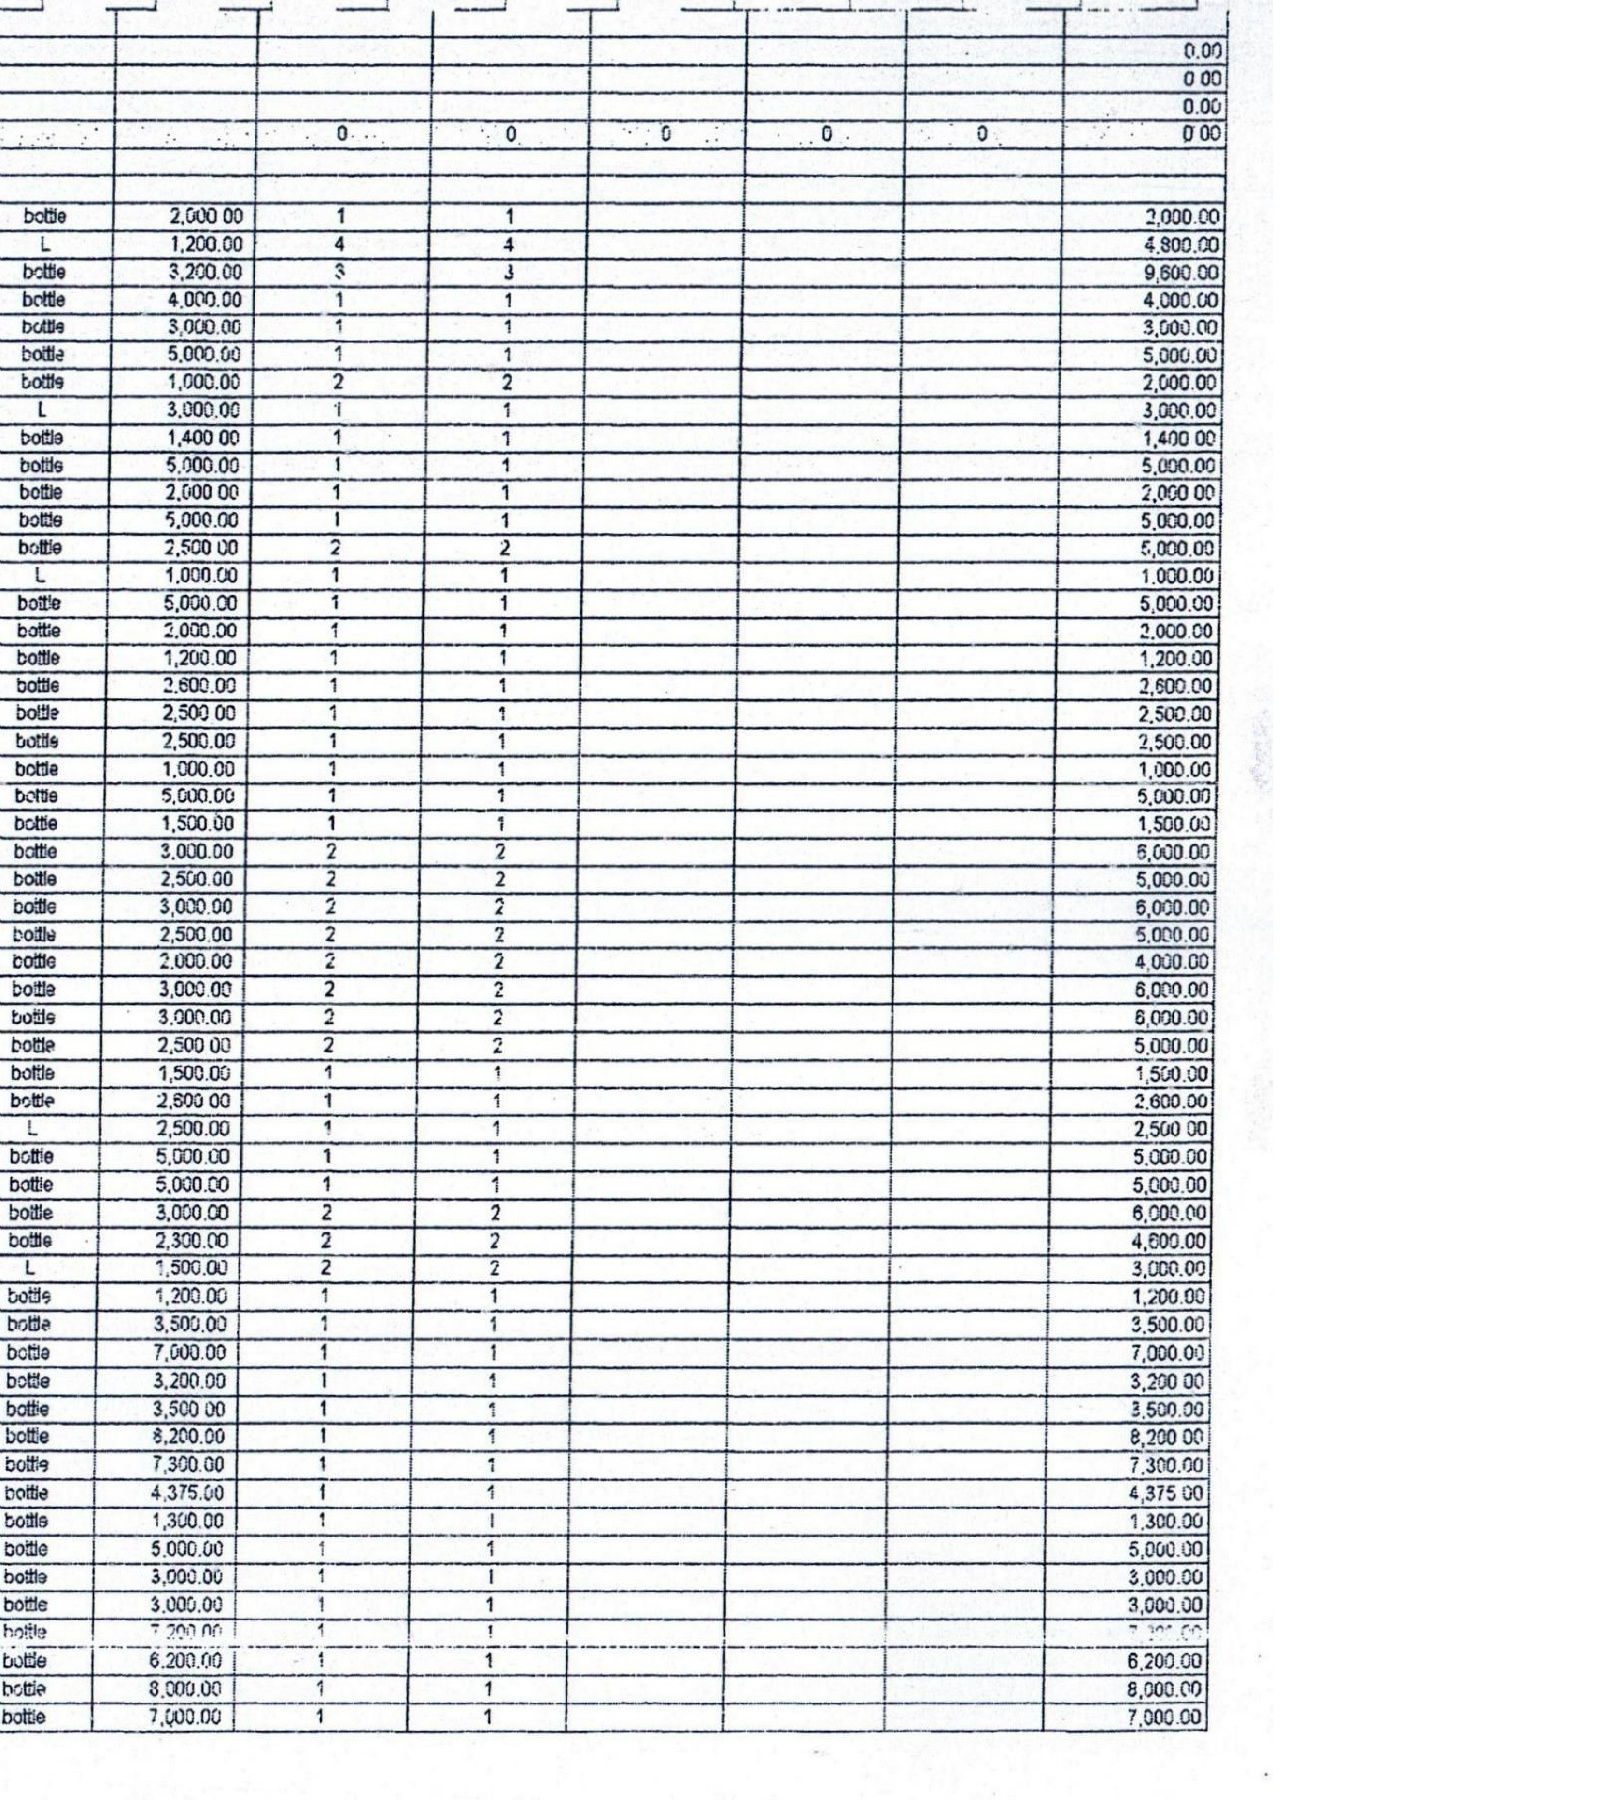 0.00
0 00
0.00
0 0 0 0 0 0 00
bottle 2,000 00 1 1 2,000.00
L 1,200.00 4 4 4,800.00
bottle 3,200.00 3 3 9,600.00
bottle 4,000.00 1 1 4,000.00
bottle 3,000.00 1 1 3,000.00
bottle 5,000.00 1 1 5,000.00
bottle 1,000.00 2 2 2,000.00
L 3,000.00 1 1 3,000.00
bottle 1,400 00 1 1 1,400 00
bottle 5,000.00 1 1 5,000.00
bottle 2,000 00 1 1 2,000 00
bottle 5,000.00 1 1 5,000.00
bottle 2,500 00 2 2 5,000.00
L 1,000.00 1 1 1,000.00
bottle 5,000.00 1 1 5,000.00
bottle 2,000.00 1 1 2,000.00
bottle 1,200.00 1 1 1,200.00
bottle 2,600.00 1 1 2,600.00
bottle 2,500 00 1 1 2,500.00
bottle 2,500.00 1 1 2,500.00
bottle 1,000.00 1 1 1,000.00
bottle 5,000.00 1 1 5,000.00
bottle 1,500.00 1 1 1,500.00
bottle 3,000.00 2 2 6,000.00
bottle 2,500.00 2 2 5,000.00
bottle 3,000.00 2 2 6,000.00
bottle 2,500.00 2 2 5,000.00
bottle 2,000.00 2 2 4,000.00
bottle 3,000.00 2 2 6,000.00
bottle 3,000.00 2 2 6,000.00
bottle 2,500 00 2 2 5,000.00
bottle 1,500.00 1 1 1,500.00
bottle 2,600 00 1 1 2,600.00
L 2,500.00 1 1 2,500 00
bottle 5,000.00 1 1 5,000.00
bottle 5,000.00 1 1 5,000.00
bottle 3,000.00 2 2 6,000.00
bottle 2,300.00 2 2 4,600.00
L 1,500.00 2 2 3,000.00
bottle 1,200.00 1 1 1,200.00
bottle 3,500.00 1 1 3,500.00
bottle 7,000.00 1 1 7,000.00
bottle 3,200.00 1 1 3,200 00
bottle 3,500 00 1 1 3,500.00
bottle 8,200.00 1 1 8,200 00
bottle 7,300.00 1 1 7,300.00
bottle 4,375.00 1 1 4,375 00
bottle 1,300.00 1 1 1,300.00
bottle 5,000.00 1 1 5,000.00
bottle 3,000.00 1 1 3,000.00
bottle 3,000.00 1 1 3,000.00
bottle 7,200.00 1 1
bottle 6,200.00 1 1 6,200.00
bottle 8,000.00 1 1 8,000.00
bottle 7,000.00 1 1 7,000.00